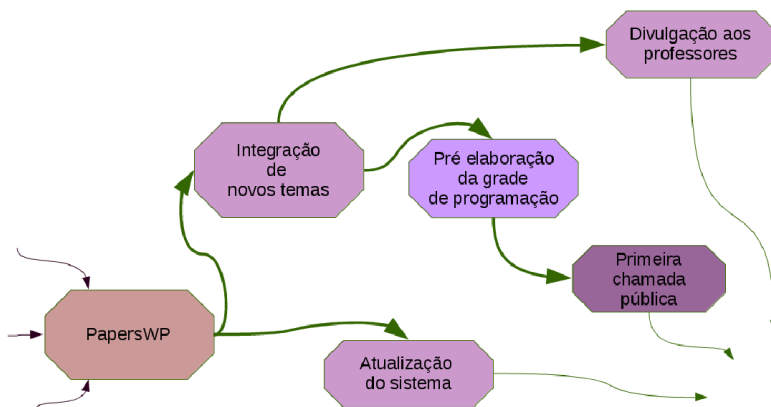 Divulgação aos
professores
Integração
de
novos temas
Pré elaboração
da grade
de programação
Primeira
chamada
pública
PapersWP
Atualização
do sistema